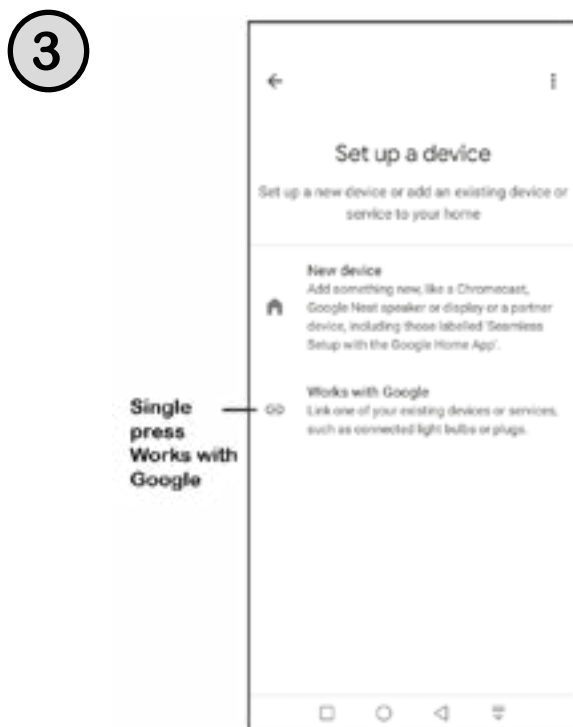 3
Set up a device
Set up a new device or add an existing device or
service to your home
New device
Add something new, like a Chromecast,
Google Nest speaker or display or a partner
device, including those labelled 'Seamless
Setup with the Google Home App'.
Works with Google
Link one of your existing devices or services,
such as connected light bulbs or plugs.
Single
press
Works with
Google